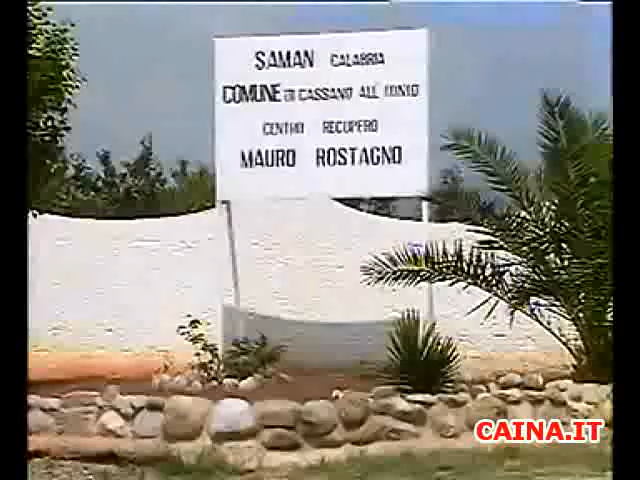 SAMAN CALABRIA
COMUNE DI CASSANO ALL'IONIO
CENTRO RECUPERO
MAURO ROSTAGNO
CAINA.IT